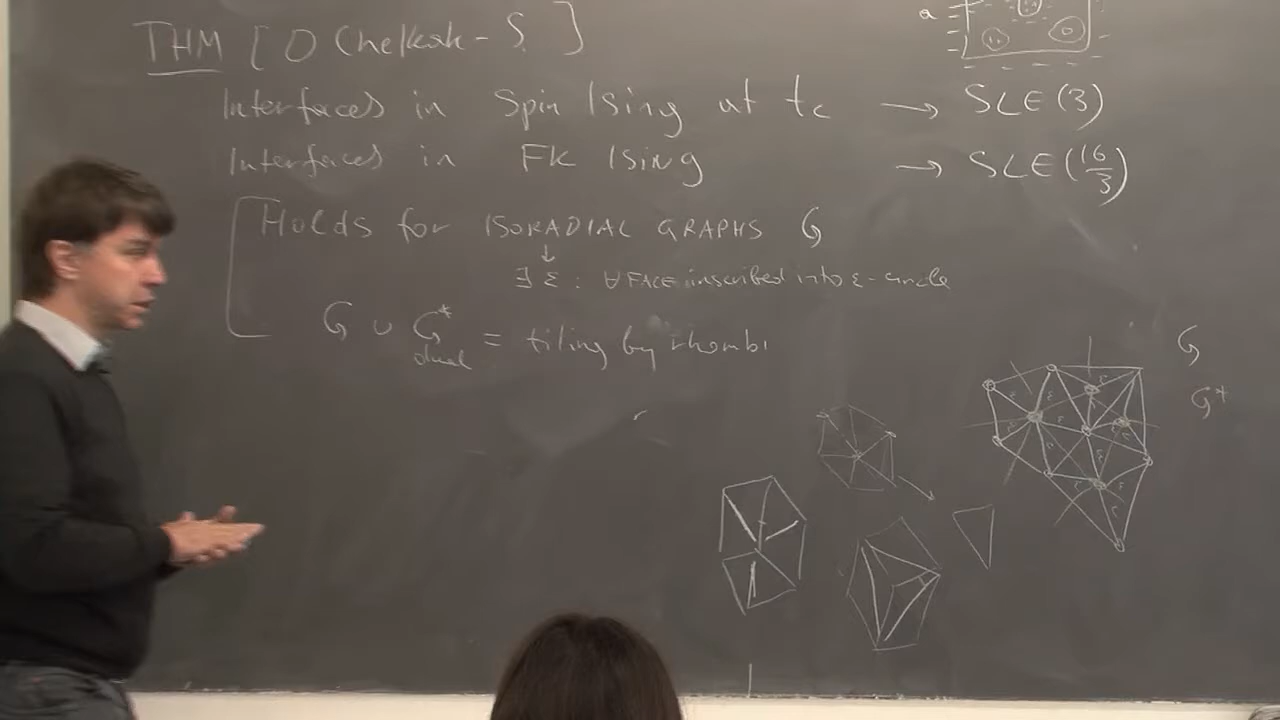 THM [D Chelkak - S.]
a
Interfaces in Spin Ising at tc → SLE(3)
Interfaces in FK Ising → SLE(16/3)
[Holds for ISORADIAL GRAPHS G
↓
∃ ε : ∀ FACE inscribed into ε-circle
G ∪ G* = tiling by rhombi
dual
G
G*